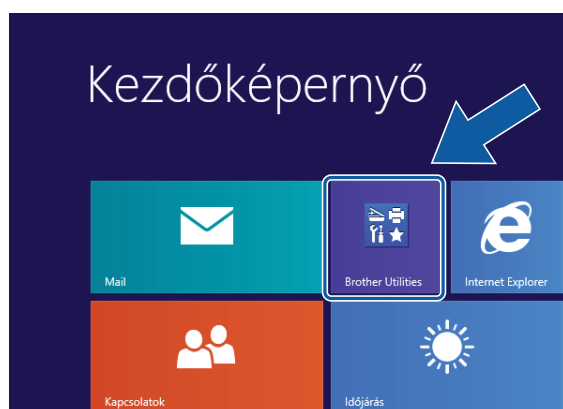 Kezdőképernyő
Mail
Brother Utilities
Internet Explorer
Kapcsolatok
Időjárás